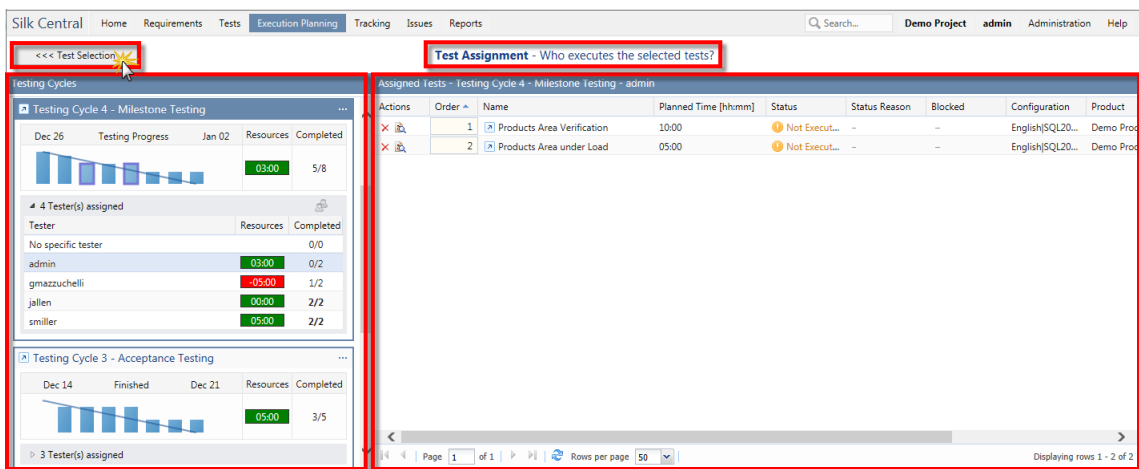 Silk Central Home Requirements Tests Execution Planning Tracking Issues Reports Search... Demo Project admin Administration Help
<<< Test Selection Test Assignment - Who executes the selected tests?
Testing Cycles
Testing Cycle 4 - Milestone Testing ...
Dec 26 Testing Progress Jan 02 Resources Completed
03:00 5/8
4 Tester(s) assigned
Tester Resources Completed
No specific tester 0/0
admin 03:00 0/2
gmazzuchelli -05:00 1/2
jallen 00:00 2/2
smiller 05:00 2/2
Testing Cycle 3 - Acceptance Testing ...
Dec 14 Finished Dec 21 Resources Completed
05:00 3/5
3 Tester(s) assigned
Assigned Tests - Testing Cycle 4 - Milestone Testing - admin
Actions Order Name Planned Time [hh:mm] Status Status Reason Blocked Configuration Product
1 Products Area Verification 10:00 Not Execut... – – English|SQL20... Demo Prod
2 Products Area under Load 05:00 Not Execut... – – English|SQL20... Demo Prod
Page 1 of 1 Rows per page 50 Displaying rows 1 - 2 of 2